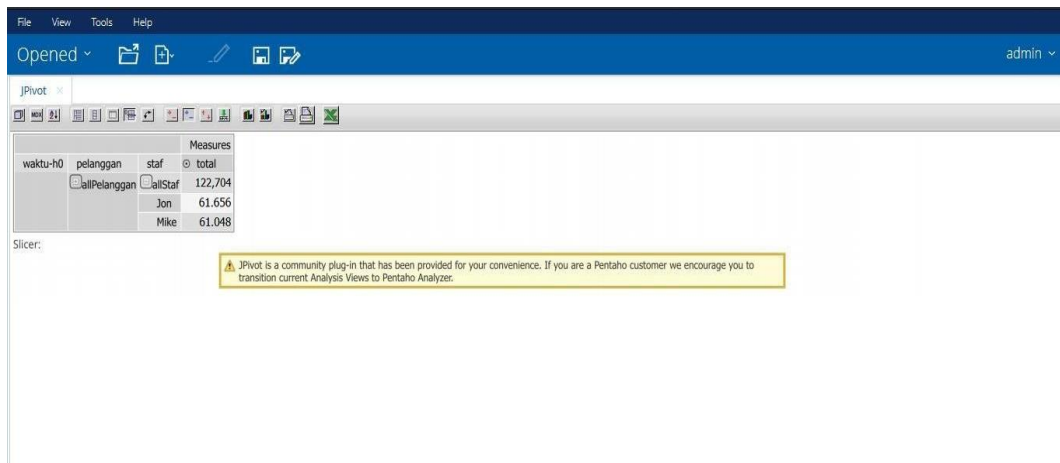 File View Tools Help
Opened admin
JPivot ×
MDX
Measures
waktu-h0 pelanggan staf total
allPelanggan allStaf 122,704
Jon 61.656
Mike 61.048
Slicer:
JPivot is a community plug-in that has been provided for your convenience. If you are a Pentaho customer we encourage you to
transition current Analysis Views to Pentaho Analyzer.